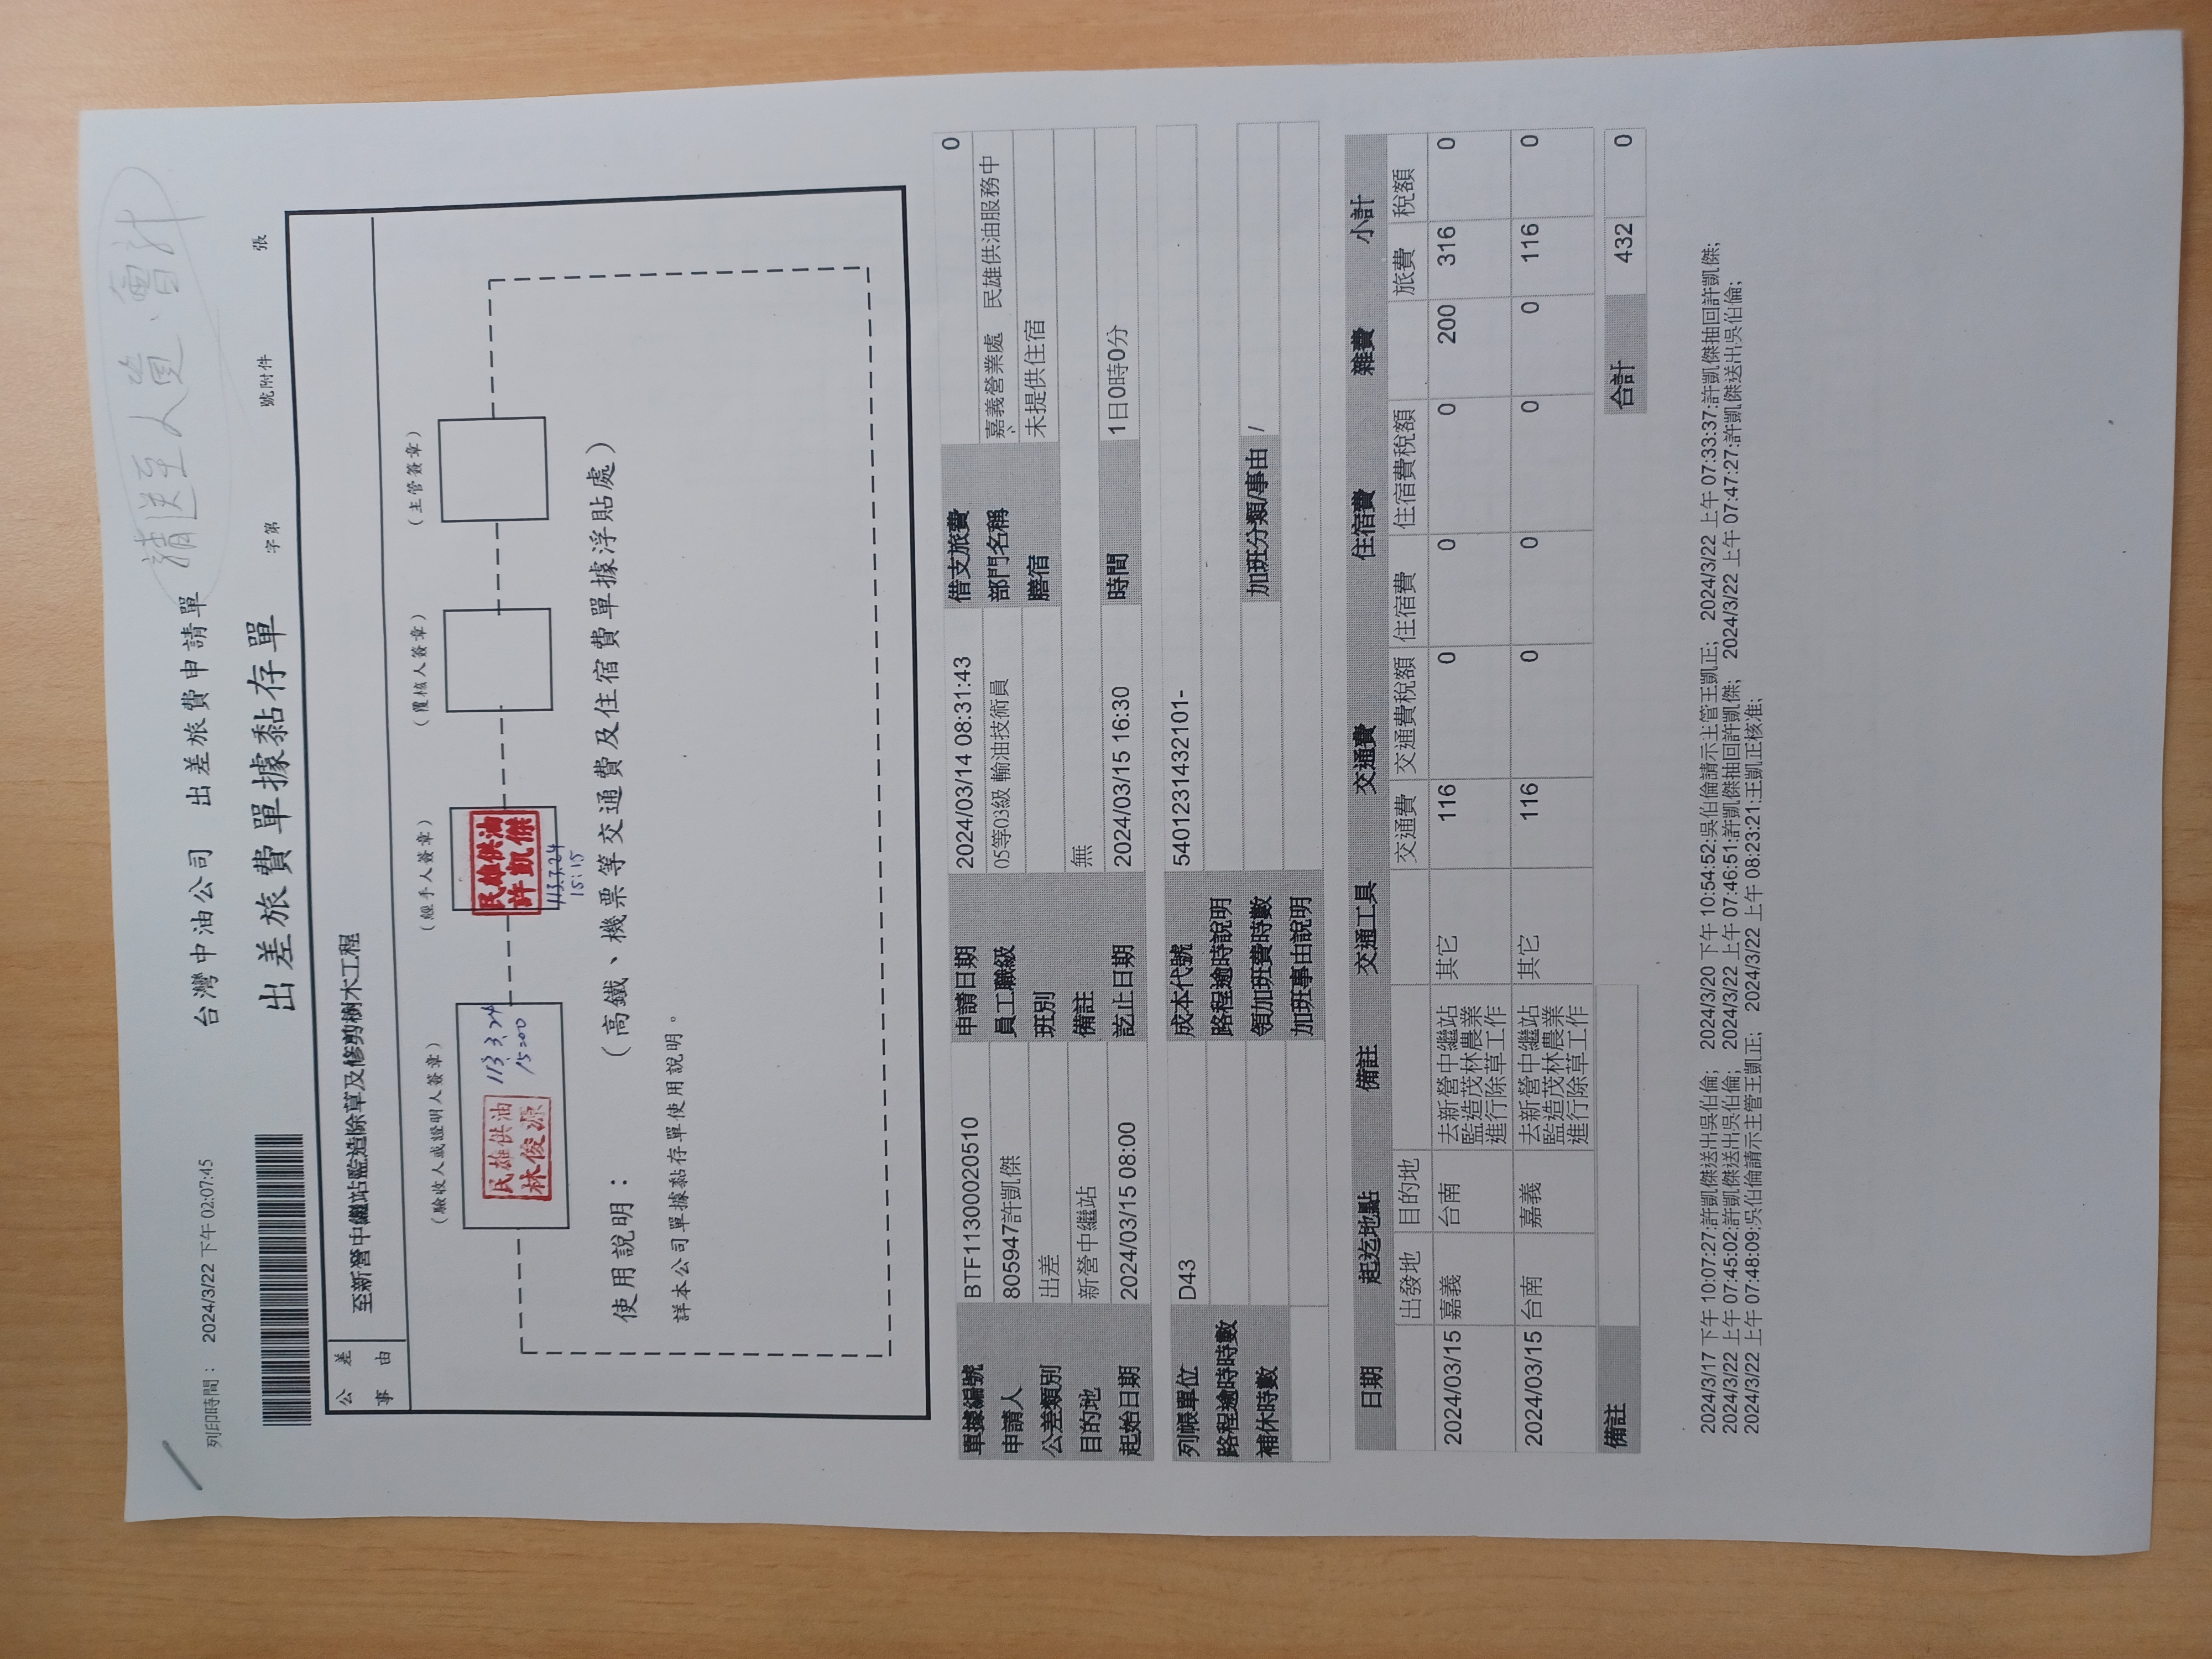 請送至人資、會計
列印時間： 2024/3/22 下午 02:07:45 台灣中油公司 出差旅費申請單
出差旅費單據黏存單 字第 號附件 張
公差事由 至新營中繼站監造除草及修剪樹木工程
（驗收人或證明人簽章） （經手人簽章） （覆核人簽章） （主管簽章）
民雄供油 113.3.24 民雄供油
林俊源 15:00 許凱傑
113.3.24
15:15
使用說明： （高鐵、機票等交通費及住宿費單據浮貼處）
詳本公司單據黏存單使用說明。
單據編號 BTF11300020510 申請日期 2024/03/14 08:31:43 借支旅費 0
申請人 805947許凱傑 員工職級 05等03級 輸油技術員 部門名稱 嘉義營業處 民雄供油服務中
公差類別 出差 班別 膳宿 未提供住宿
目的地 新營中繼站 備註 無
起始日期 2024/03/15 08:00 訖止日期 2024/03/15 16:30 時間 1日0時0分
列帳單位 D43 成本代號 5401231432101-
路程逾時時數 路程逾時說明
補休時數 領加班費時數 加班分類/事由 /
加班事由說明
日期 起迄地點 備註 交通工具 交通費 住宿費 雜費 小計
出發地 目的地 交通費 交通費稅額 住宿費 住宿費稅額 旅費 稅額
2024/03/15 嘉義 台南 去新營中繼站 其它 116 0 0 0 200 316 0
監造茂林農業
進行除草工作
2024/03/15 台南 嘉義 去新營中繼站 其它 116 0 0 0 0 116 0
監造茂林農業
進行除草工作
備註 合計 432 0
2024/3/17 下午 10:07:27:許凱傑送出吳伯倫; 2024/3/20 下午 10:54:52:吳伯倫請示主管王凱正; 2024/3/22 上午 07:33:37:許凱傑抽回許凱傑;
2024/3/22 上午 07:45:02:許凱傑送出吳伯倫; 2024/3/22 上午 07:46:51:許凱傑抽回許凱傑; 2024/3/22 上午 07:47:27:許凱傑送出吳伯倫;
2024/3/22 上午 07:48:09:吳伯倫請示主管王凱正; 2024/3/22 上午 08:23:21:王凱正核准;